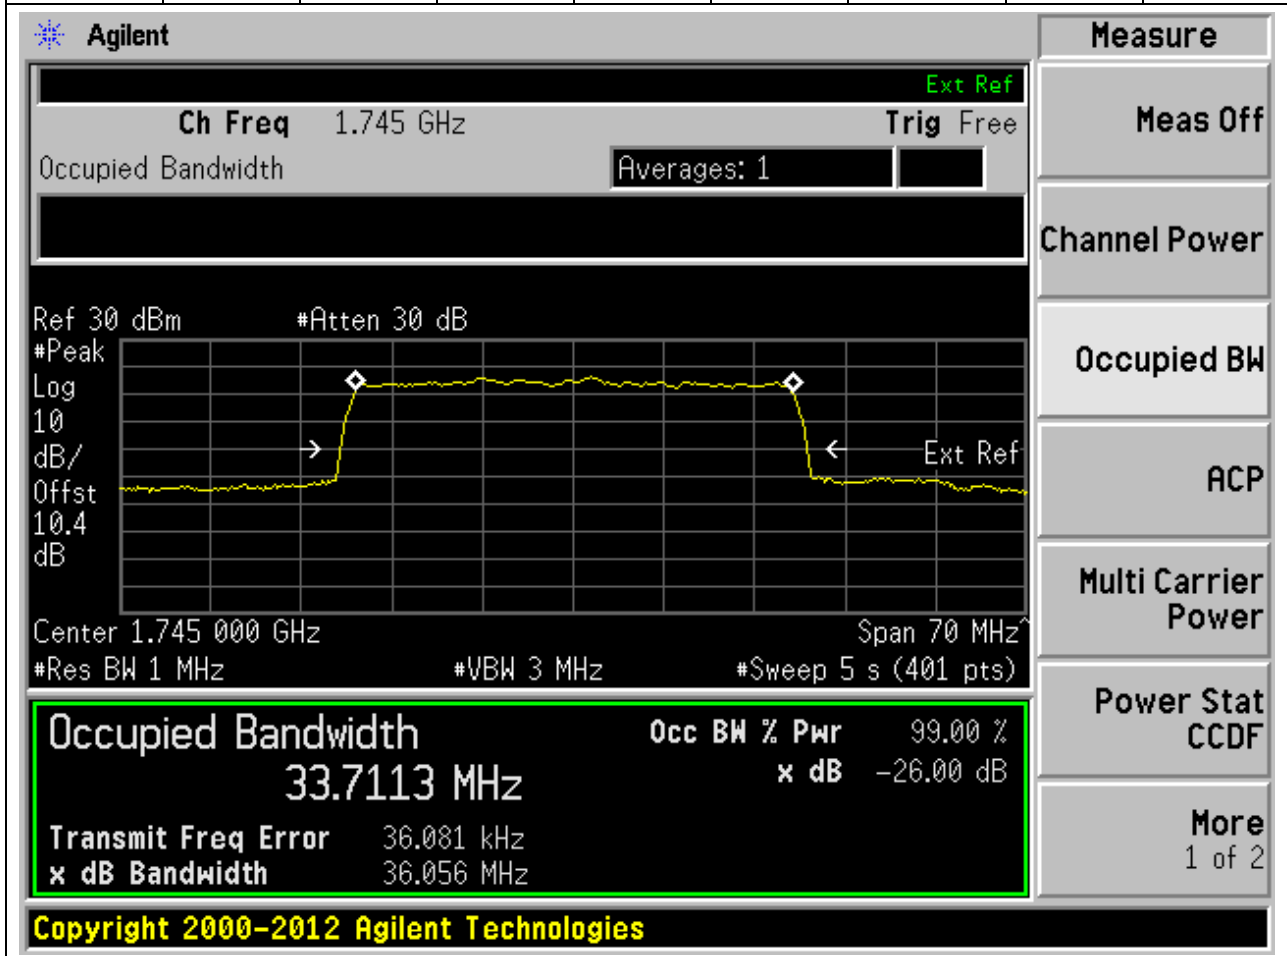 Agilent
Measure
Ext Ref
Ch Freq 1.745 GHz Trig Free
Occupied Bandwidth Averages: 1
Meas Off
Channel Power
Occupied BW
ACP
Multi Carrier
Power
Power Stat
CCDF
More
1 of 2
Ref 30 dBm #Atten 30 dB
#Peak
Log
10
dB/
Offst
10.4
dB
Ext Ref
Center 1.745 000 GHz Span 70 MHz^
#Res BW 1 MHz #VBW 3 MHz #Sweep 5 s (401 pts)
Occupied Bandwidth Occ BW % Pwr 99.00 %
33.7113 MHz x dB -26.00 dB
Transmit Freq Error 36.081 kHz
x dB Bandwidth 36.056 MHz
Copyright 2000-2012 Agilent Technologies